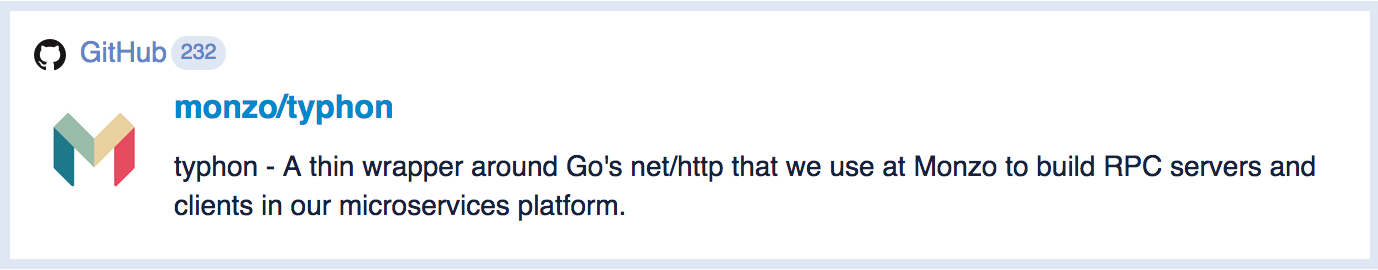 GitHub 232
monzo/typhon
typhon - A thin wrapper around Go's net/http that we use at Monzo to build RPC servers and
clients in our microservices platform.